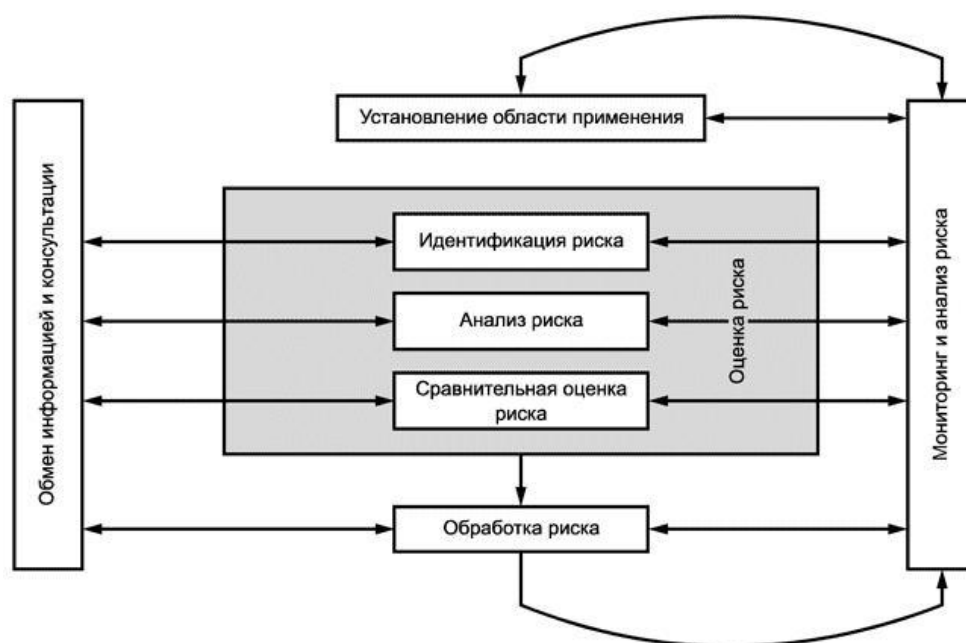 Установление области применения
Обмен информацией и консультации
Идентификация риска
Анализ риска
Сравнительная оценка
риска
Оценка риска
Обработка риска
Мониторинг и анализ риска